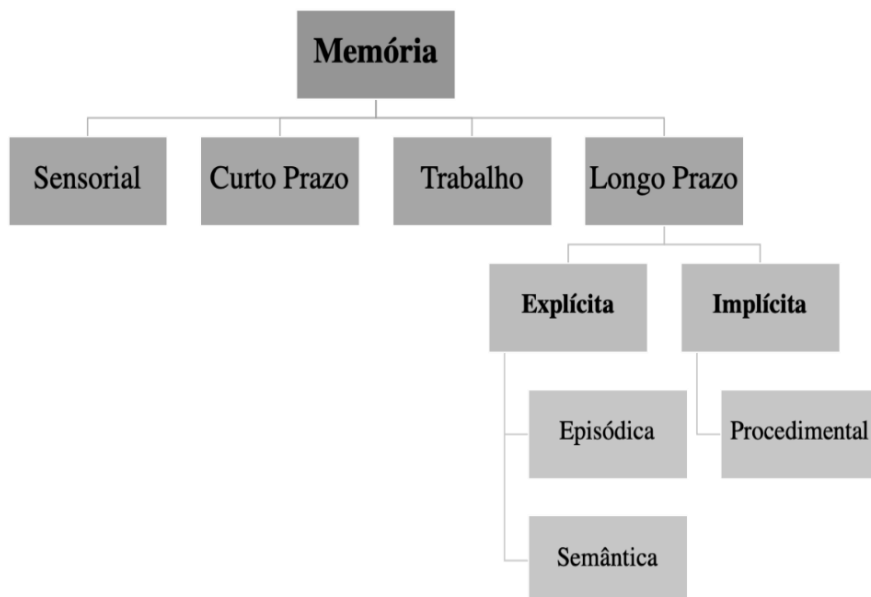 Memória
Sensorial
Curto Prazo
Trabalho
Longo Prazo
Explícita
Implícita
Episódica
Procedimental
Semântica